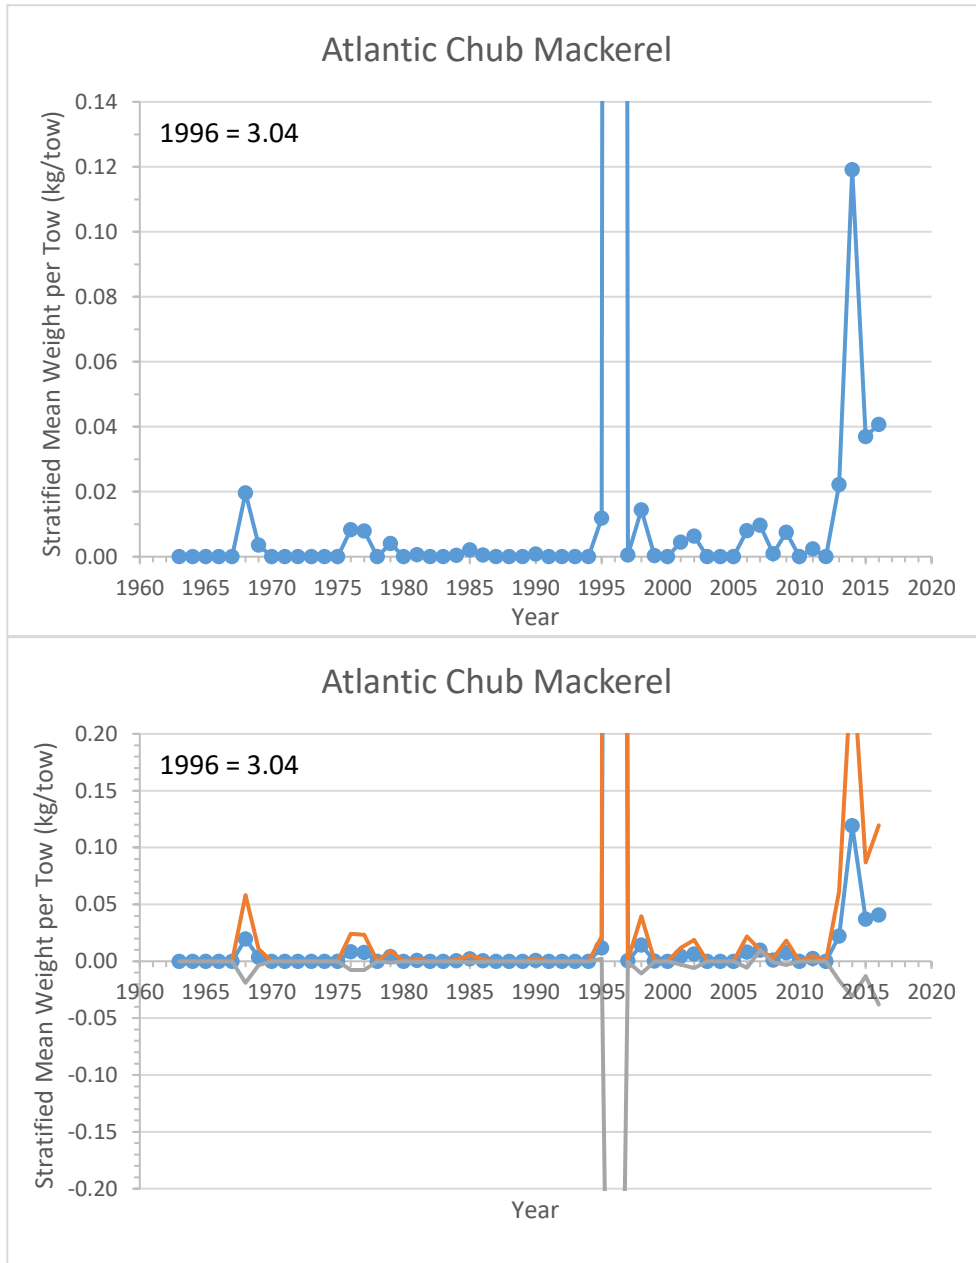 Atlantic Chub Mackerel
Stratified Mean Weight per Tow (kg/tow)
1996 = 3.04
0.14
0.12
0.10
0.08
0.06
0.04
0.02
0.00
1960 1965 1970 1975 1980 1985 1990 1995 2000 2005 2010 2015 2020
Year
Atlantic Chub Mackerel
Stratified Mean Weight per Tow (kg/tow)
1996 = 3.04
0.20
0.15
0.10
0.05
0.00
1960 1965 1970 1975 1980 1985 1990 1995 2000 2005 2010 2015 2020
-0.05
-0.10
-0.15
-0.20
Year